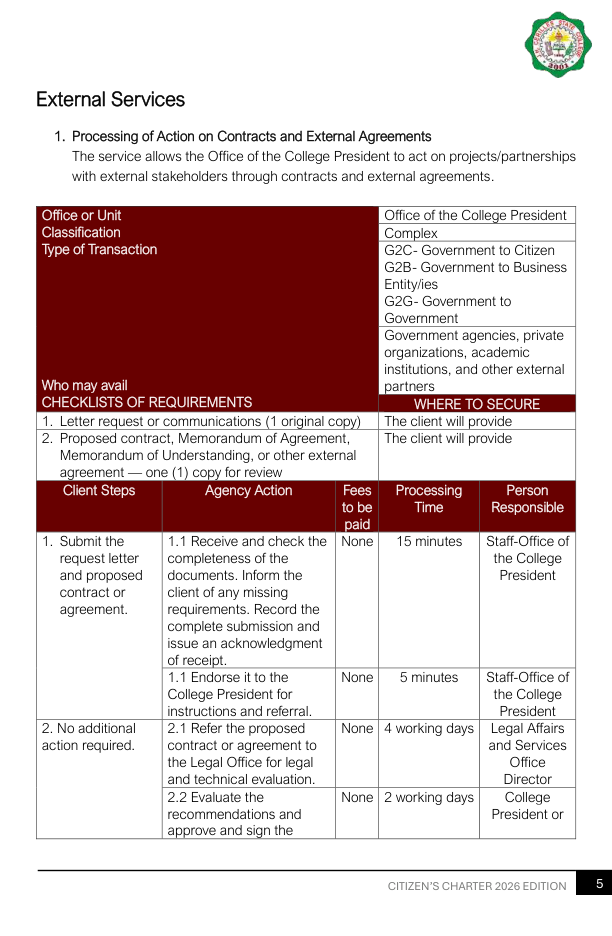 2001
External Services
1. Processing of Action on Contracts and External Agreements
The service allows the Office of the College President to act on projects/partnerships
with external stakeholders through contracts and external agreements.
Office or Unit
Office of the College President
Classification
Complex
Type of Transaction
G2C- Government to Citizen
G2B- Government to Business
Entity/ies
G2G- Government to
Government
Who may avail
Government agencies, private
organizations, academic
institutions, and other external
partners
CHECKLISTS OF REQUIREMENTS
WHERE TO SECURE
1. Letter request or communications (1 original copy)
The client will provide
2. Proposed contract, Memorandum of Agreement,
Memorandum of Understanding, or other external
agreement — one (1) copy for review
The client will provide
Client Steps
Agency Action
Fees
to be
paid
Processing
Time
Person
Responsible
1. Submit the
request letter
and proposed
contract or
agreement.
1.1 Receive and check the
completeness of the
documents. Inform the
client of any missing
requirements. Record the
complete submission and
issue an acknowledgment
of receipt.
None
15 minutes
Staff-Office of
the College
President
1.1 Endorse it to the
College President for
instructions and referral.
None
5 minutes
Staff-Office of
the College
President
2. No additional
action required.
2.1 Refer the proposed
contract or agreement to
the Legal Office for legal
and technical evaluation.
None
4 working days
Legal Affairs
and Services
Office
Director
2.2 Evaluate the
recommendations and
approve and sign the
None
2 working days
College
President or
CITIZEN'S CHARTER 2026 EDITION
5